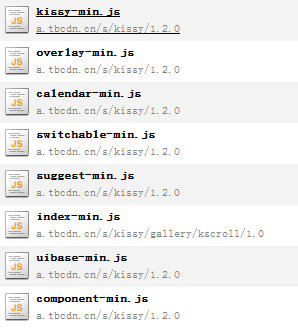 kissy-min.js
a.tbcdn.cn/s/kissy/1.2.0
overlay-min.js
a.tbcdn.cn/s/kissy/1.2.0
calendar-min.js
a.tbcdn.cn/s/kissy/1.2.0
switchable-min.js
a.tbcdn.cn/s/kissy/1.2.0
suggest-min.js
a.tbcdn.cn/s/kissy/1.2.0
index-min.js
a.tbcdn.cn/s/kissy/gallery/kscroll/1.0
uibase-min.js
a.tbcdn.cn/s/kissy/1.2.0
component-min.js
a.tbcdn.cn/s/kissy/1.2.0
JS
JS
JS
JS
JS
JS
JS
JS